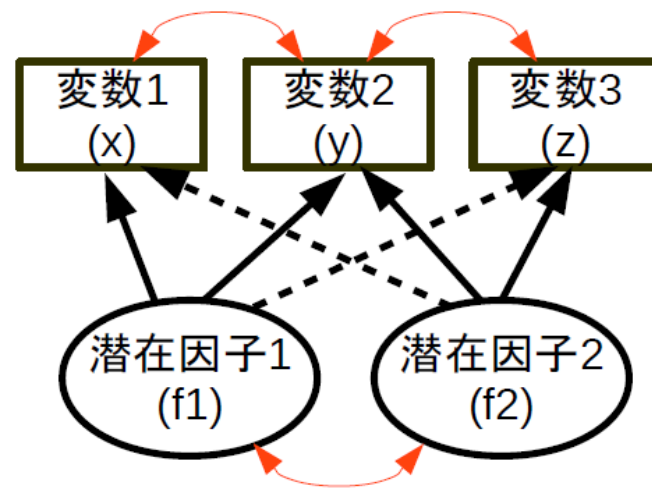 変数1
(x)
変数2
(y)
変数3
(z)
潜在因子1
(f1)
潜在因子2
(f2)